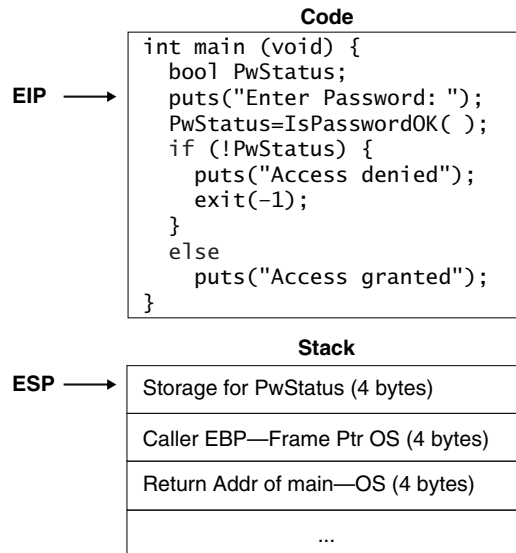 Code
int main (void) {
bool PwStatus;
EIP
puts("Enter Password: ");
PwStatus=IsPasswordOK( );
if (!PwStatus) {
puts("Access denied");
exit(–1);
}
else
puts("Access granted");
}
Stack
ESP
Storage for PwStatus (4 bytes)
Caller EBP—Frame Ptr OS (4 bytes)
Return Addr of main—OS (4 bytes)
...